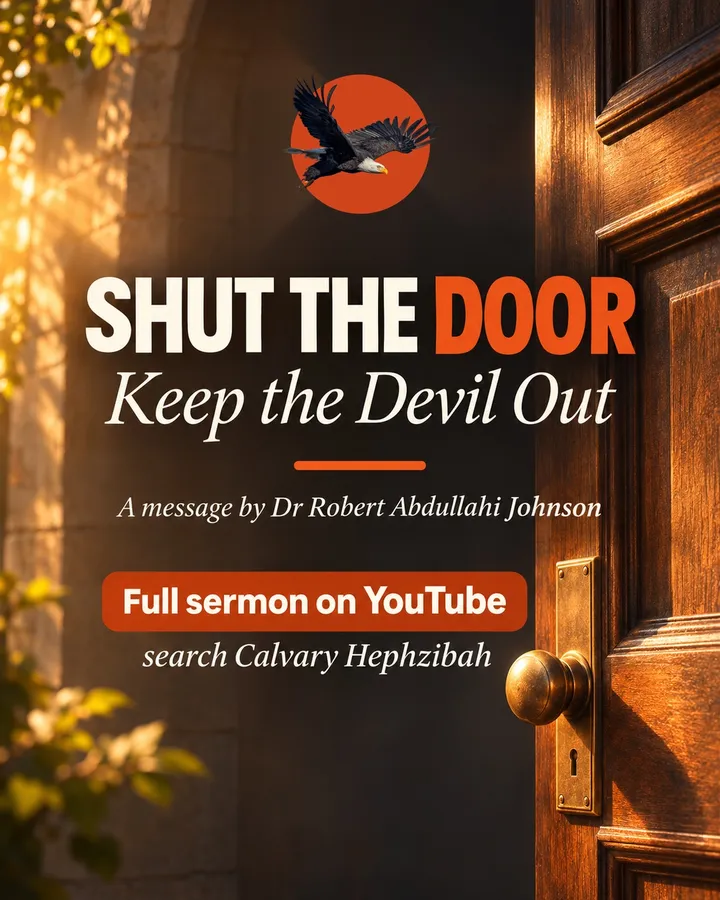 SHUT THE DOOR
Keep the Devil Out
A message by Dr Robert Abdullahi Johnson
Full sermon on YouTube
search Calvary Hephzibah